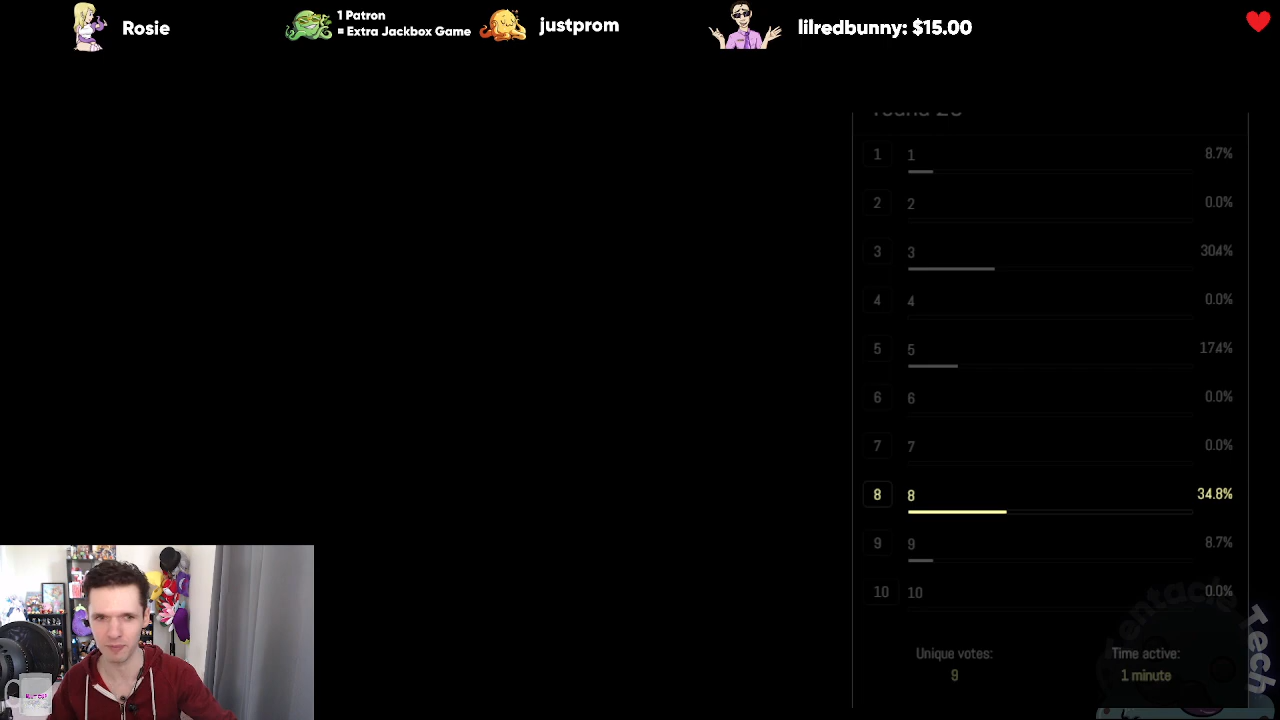 Rosie
1 Patron
= Extra Jackbox Game
justprom
lilredbunny: $15.00
1 1 8.7%
2 2 0.0%
3 3 30.4%
4 4 0.0%
5 5 17.4%
6 6 0.0%
7 7 0.0%
8 8 34.8%
9 9 8.7%
10 10 0.0%
Unique votes:
9
Time active:
1 minute
Tentacle Tech